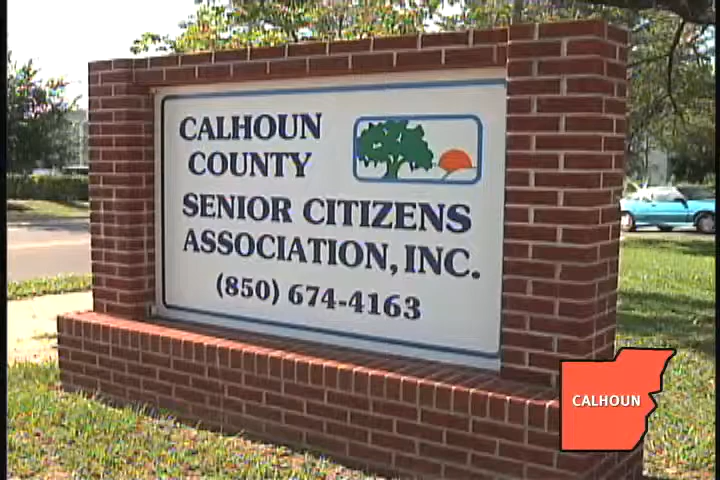 CALHOUN
COUNTY
SENIOR CITIZENS
ASSOCIATION, INC.
(850) 674-4163
CALHOUN